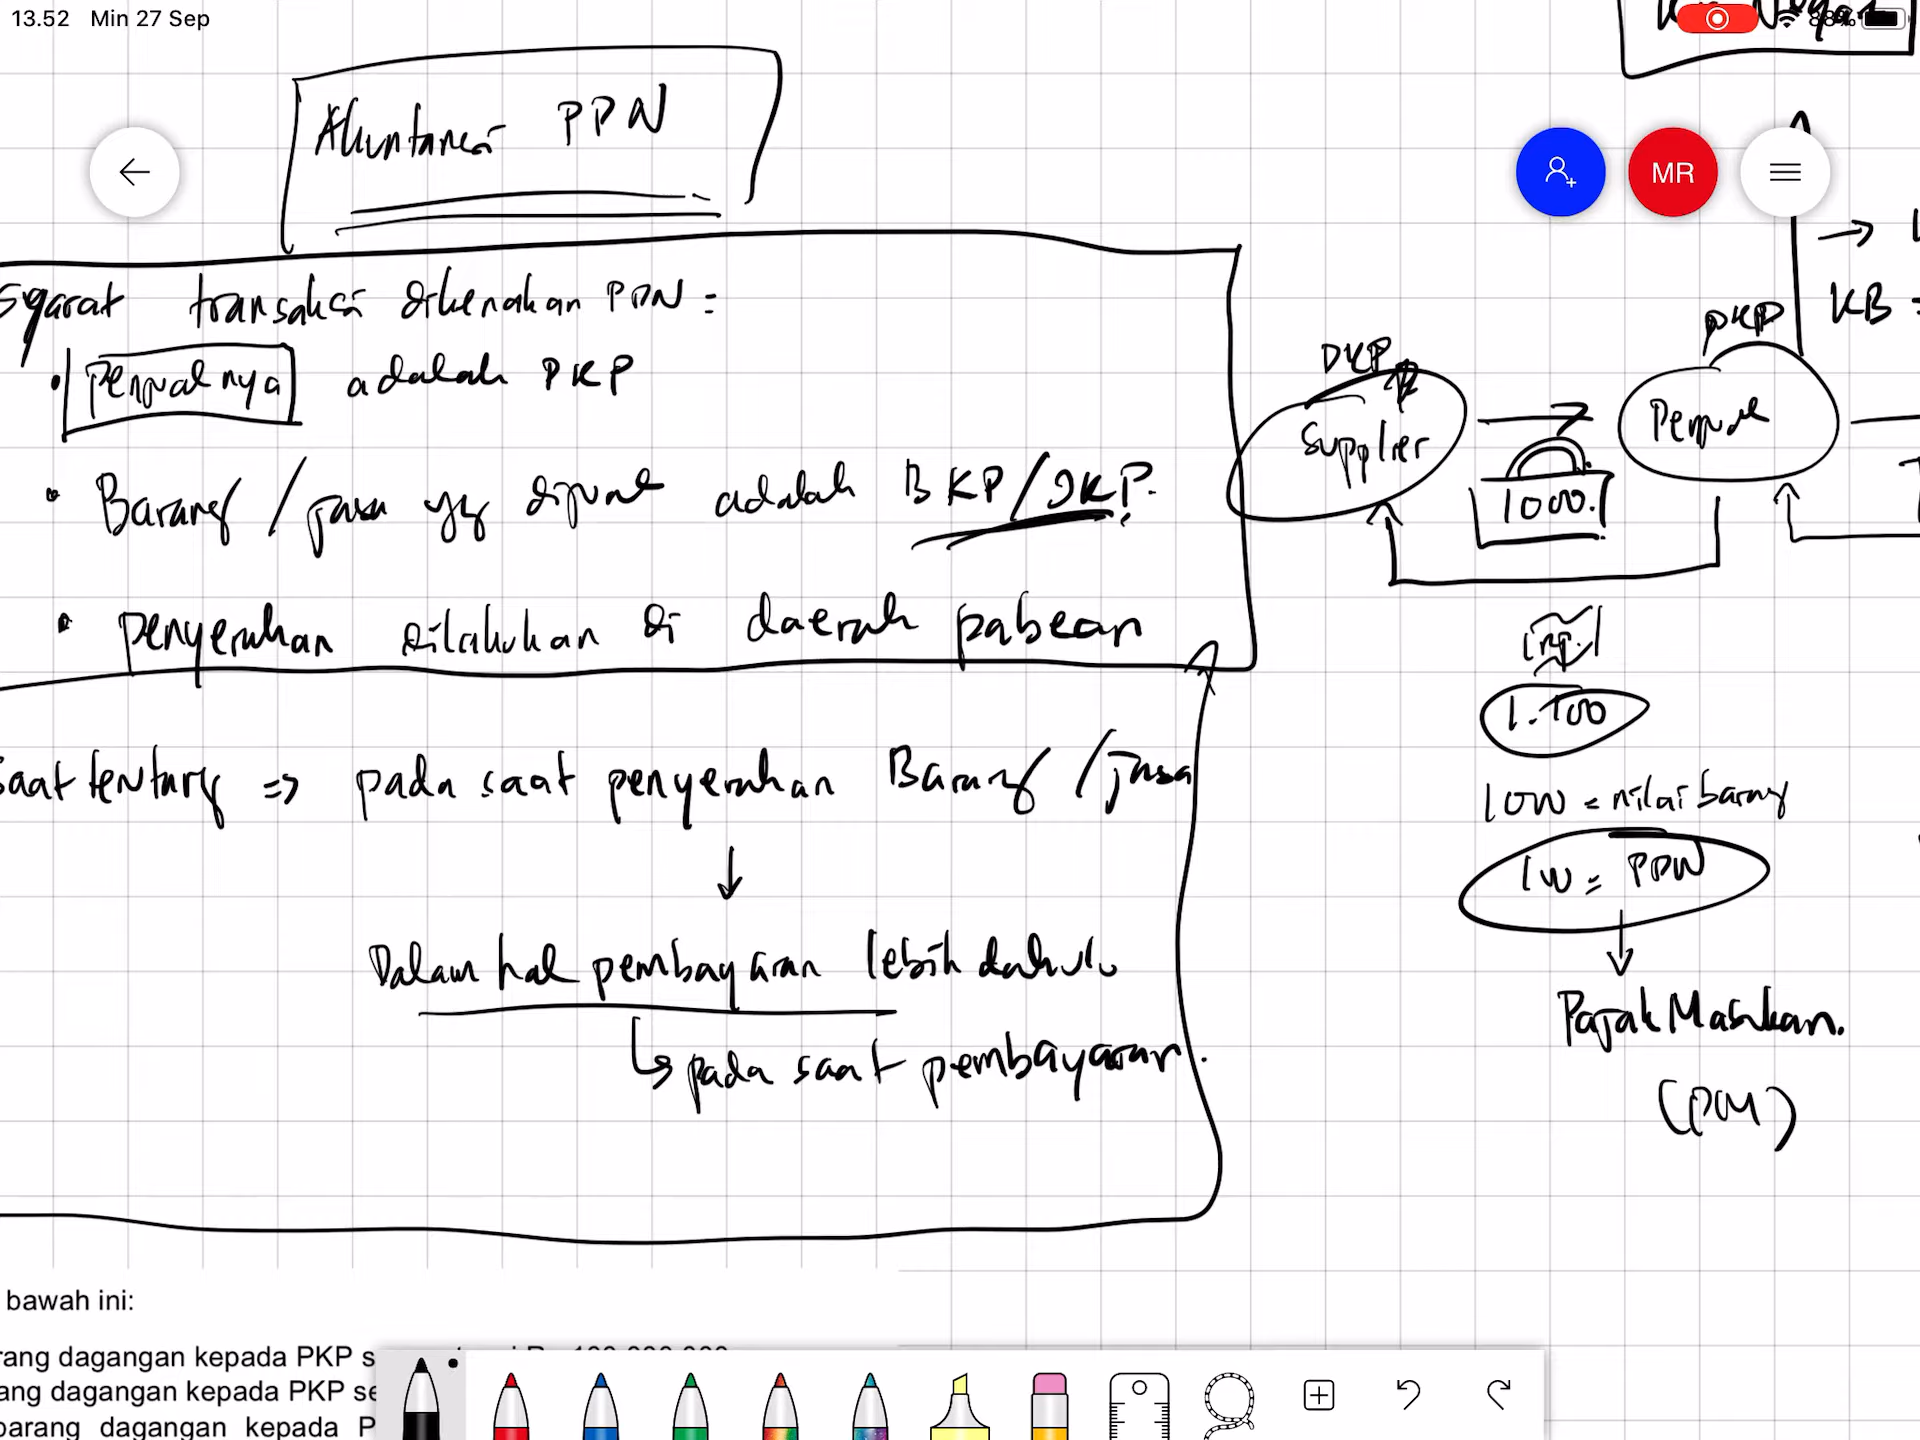 13.52 Min 27 Sep
88%
Akuntansi PPN
MR
Syarat transaksi dikenakan PPN =
• Penjualnya adalah PKP
• Barang / jasa yg dijual adalah BKP/JKP.
• penyerahan dilakukan di daerah pabean
Saat tentang => pada saat penyerahan Barang / jasa
↓
Dalam hal pembayaran lebih dahulu
↳ pada saat pembayaran.
PKP
Supplier
→
1000.
PKP
Penjual
→
KB =
1.100
1000 = nilai barang
100 = PPN
↓
Pajak Masukan.
(PM)
bawah ini:
rang dagangan kepada PKP s
ang dagangan kepada PKP se
barang dagangan kepada P